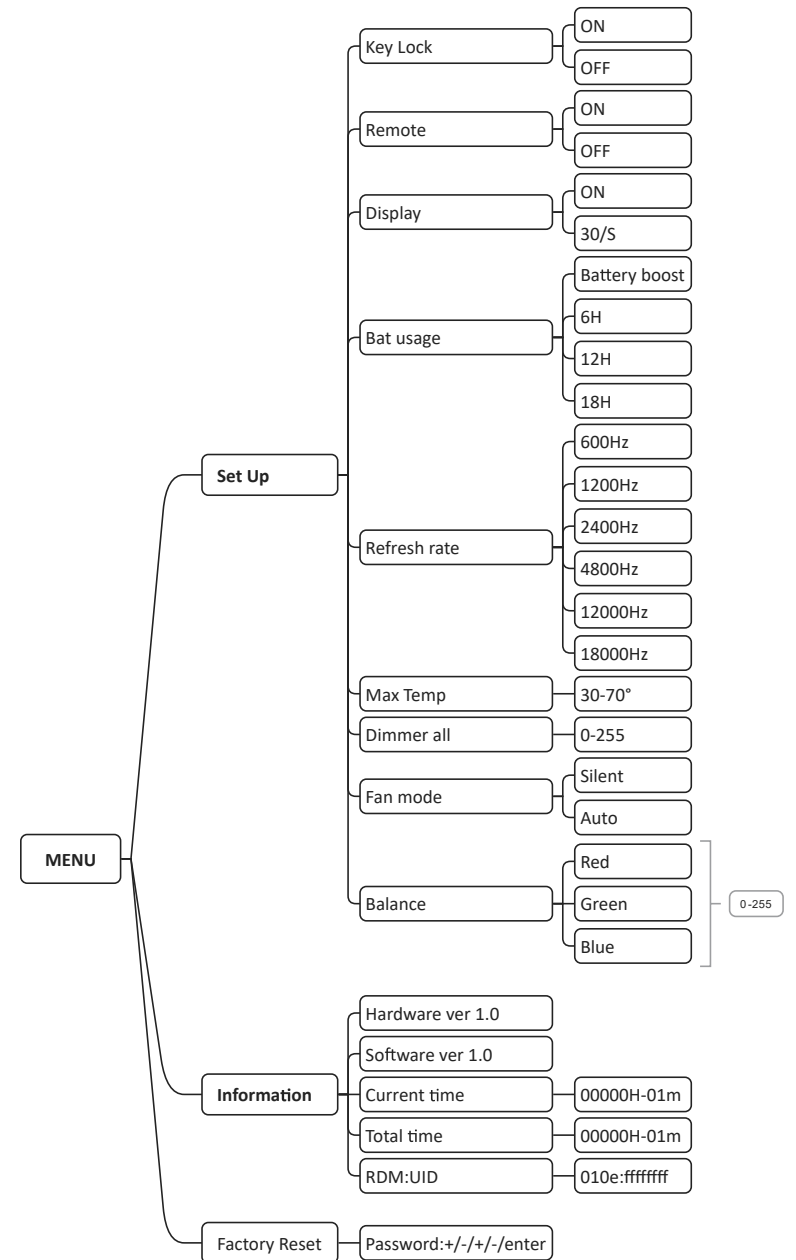 MENU
Set Up
Key Lock
ON
OFF
Remote
ON
OFF
Display
ON
30/S
Bat usage
Battery boost
6H
12H
18H
Refresh rate
600Hz
1200Hz
2400Hz
4800Hz
12000Hz
18000Hz
Max Temp
30-70°
Dimmer all
0-255
Fan mode
Silent
Auto
Balance
Red
Green
Blue
0-255
Information
Hardware ver 1.0
Software ver 1.0
Current time
00000H-01m
Total time
00000H-01m
RDM:UID
010e:ffffffff
Factory Reset
Password:+/-/+/-/enter